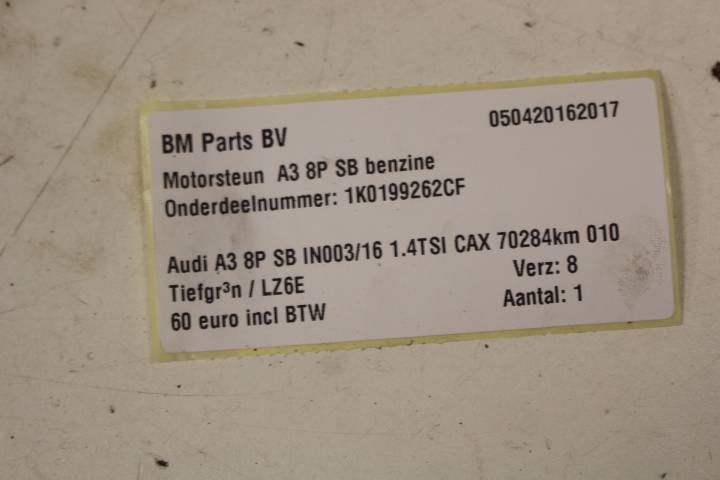 BM Parts BV 050420162017
Motorsteun A3 8P SB benzine
Onderdeelnummer: 1K0199262CF
Audi A3 8P SB IN003/16 1.4TSI CAX 70284km 010
Tiefgr³n / LZ6E Verz: 8
60 euro incl BTW Aantal: 1